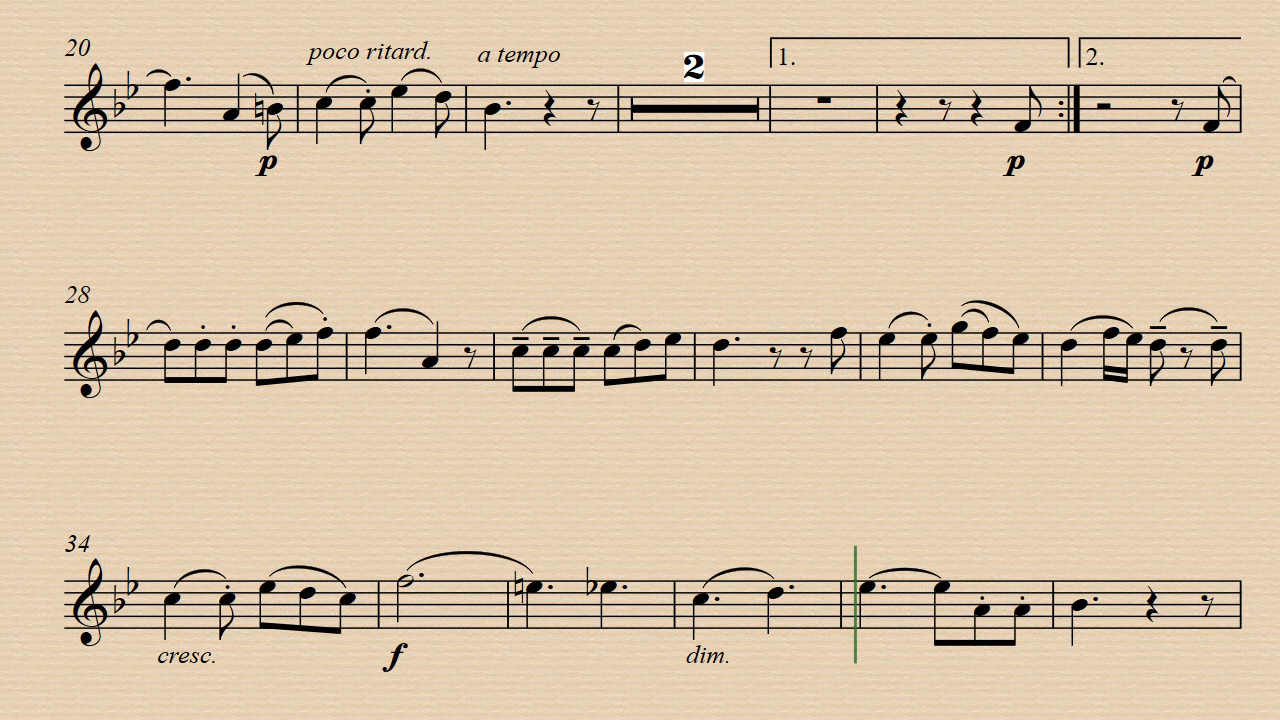 20 poco ritard. a tempo 2 1. 2.
p p p
28
34
cresc. f dim.